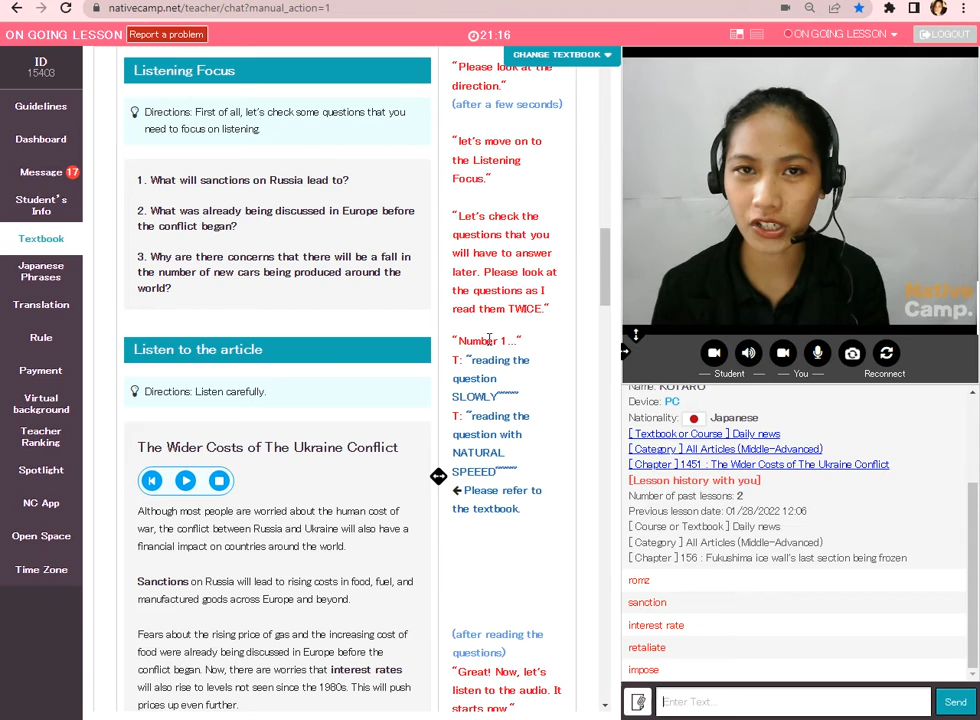 nativecamp.net/teacher/chat?manual_action=1
ON GOING LESSON
Report a problem
21:16
ON GOING LESSON
LOGOUT
ID
15403
Guidelines
Dashboard
Message 17
Student's
Info
Textbook
Japanese
Phrases
Translation
Rule
Payment
Virtual
background
Teacher
Ranking
Spotlight
NC App
Open Space
Time Zone
CHANGE TEXTBOOK
Listening Focus
Directions: First of all, let's check some questions that you
need to focus on listening.
1. What will sanctions on Russia lead to?
2. What was already being discussed in Europe before
the conflict began?
3. Why are there concerns that there will be a fall in
the number of new cars being produced around the
world?
Listen to the article
Directions: Listen carefully.
The Wider Costs of The Ukraine Conflict
Although most people are worried about the human cost of
war, the conflict between Russia and Ukraine will also have a
financial impact on countries around the world.
Sanctions on Russia will lead to rising costs in food, fuel, and
manufactured goods across Europe and beyond.
Fears about the rising price of gas and the increasing cost of
food were already being discussed in Europe before the
conflict began. Now, there are worries that interest rates
will also rise to levels not seen since the 1980s. This will push
prices up even further.
"Please look at the
direction."
(after a few seconds)
"let's move on to
the Listening
Focus."
"Let's check the
questions that you
will have to answer
later. Please look at
the questions as I
read them TWICE."
"Number 1..."
T: "reading the
question
SLOWLY~~~~"
T: "reading the
question with
NATURAL
SPEEED~~~~"
←Please refer to
the textbook.
(after reading the
questions)
"Great! Now, let's
listen to the audio. It
starts now."
Native
Camp.
Student
You
Reconnect
Name: KOTARO
Device: PC
Nationality: Japanese
[ Textbook or Course ] Daily news
[ Category ] All Articles (Middle-Advanced)
[ Chapter ] 1451 : The Wider Costs of The Ukraine Conflict
[Lesson history with you]
Number of past lessons: 2
Previous lesson date: 01/28/2022 12:06
[ Course or Textbook ] Daily news
[ Category ] All Articles (Middle-Advanced)
[ Chapter ] 156 : Fukushima ice wall's last section being frozen
romz
sanction
interest rate
retaliate
impose
Enter Text...
Send